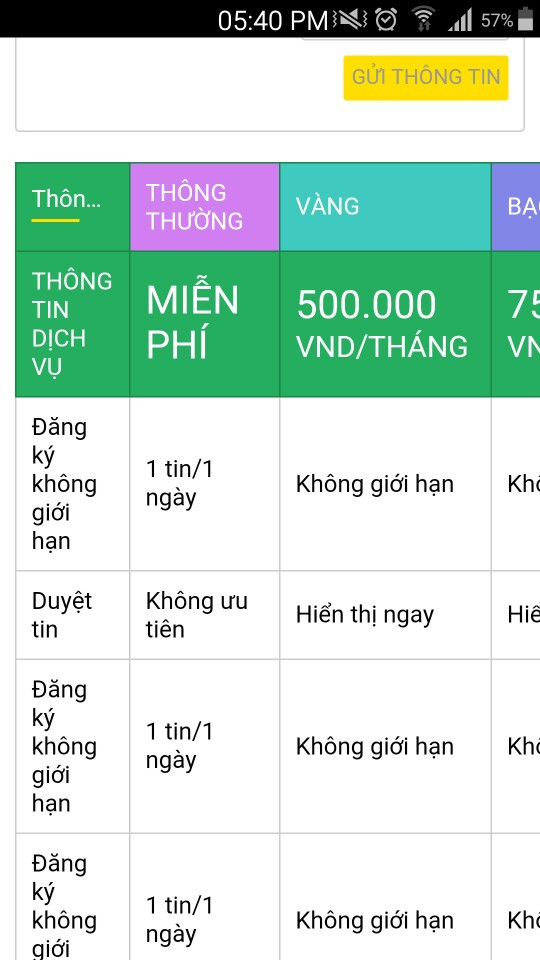 05:40 PM 57%
GỬI THÔNG TIN
Thôn...
THÔNG
THƯỜNG
VÀNG
THÔNG
TIN
DỊCH
VỤ
MIỄN
PHÍ
500.000
VND/THÁNG
75
VN
Đăng
ký
không
giới
hạn
1 tin/1
ngày
Không giới hạn
Duyệt
tin
Không ưu
tiên
Hiển thị ngay
Đăng
ký
không
giới
hạn
1 tin/1
ngày
Không giới hạn
Đăng
ký
không
giới
1 tin/1
ngày
Không giới hạn